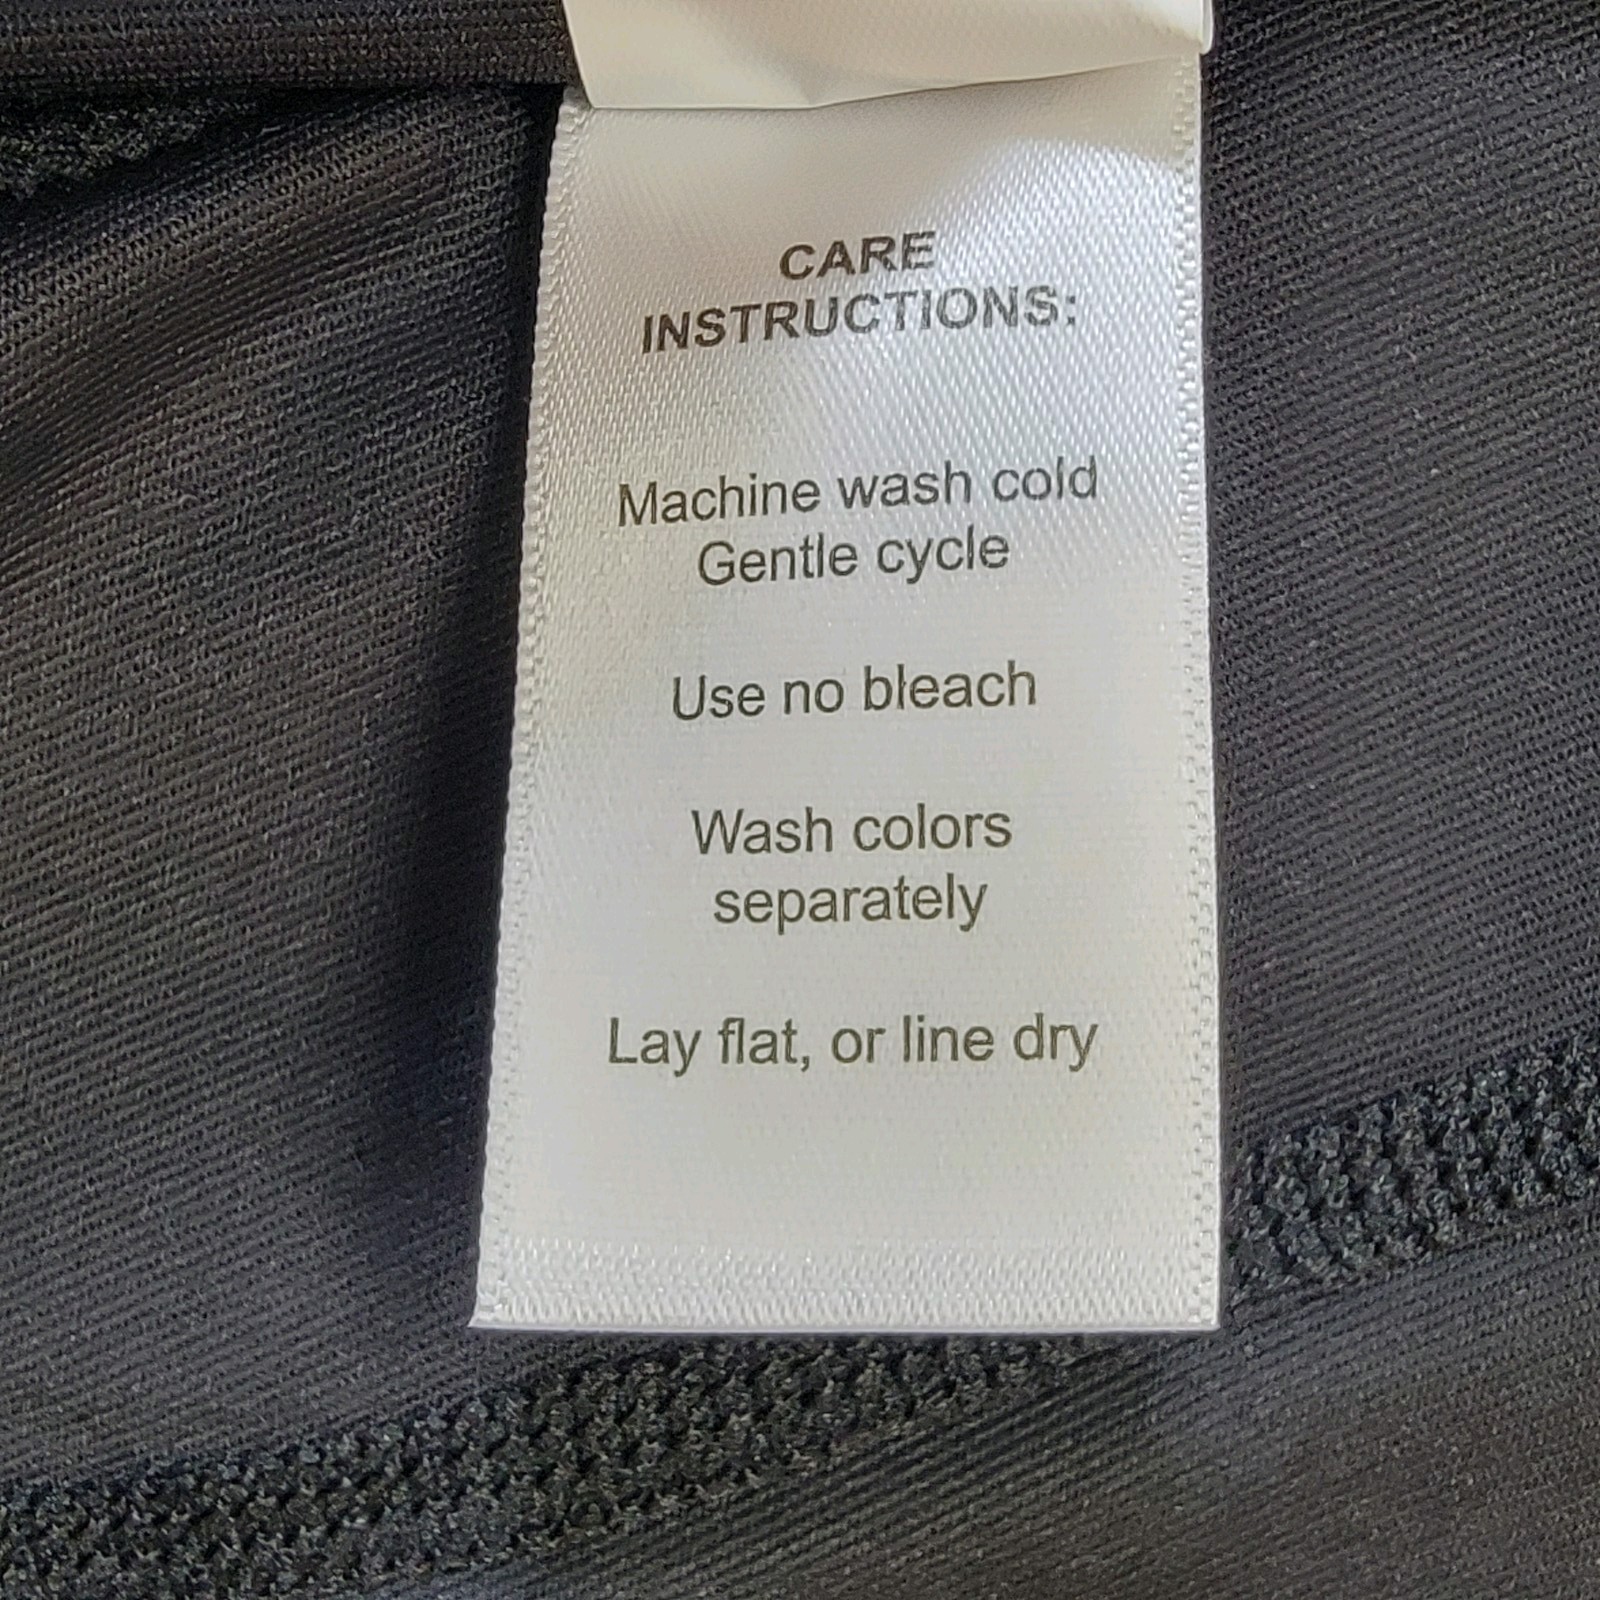 CARE
INSTRUCTIONS:
Machine wash cold
Gentle cycle
Use no bleach
Wash colors
separately
Lay flat, or line dry